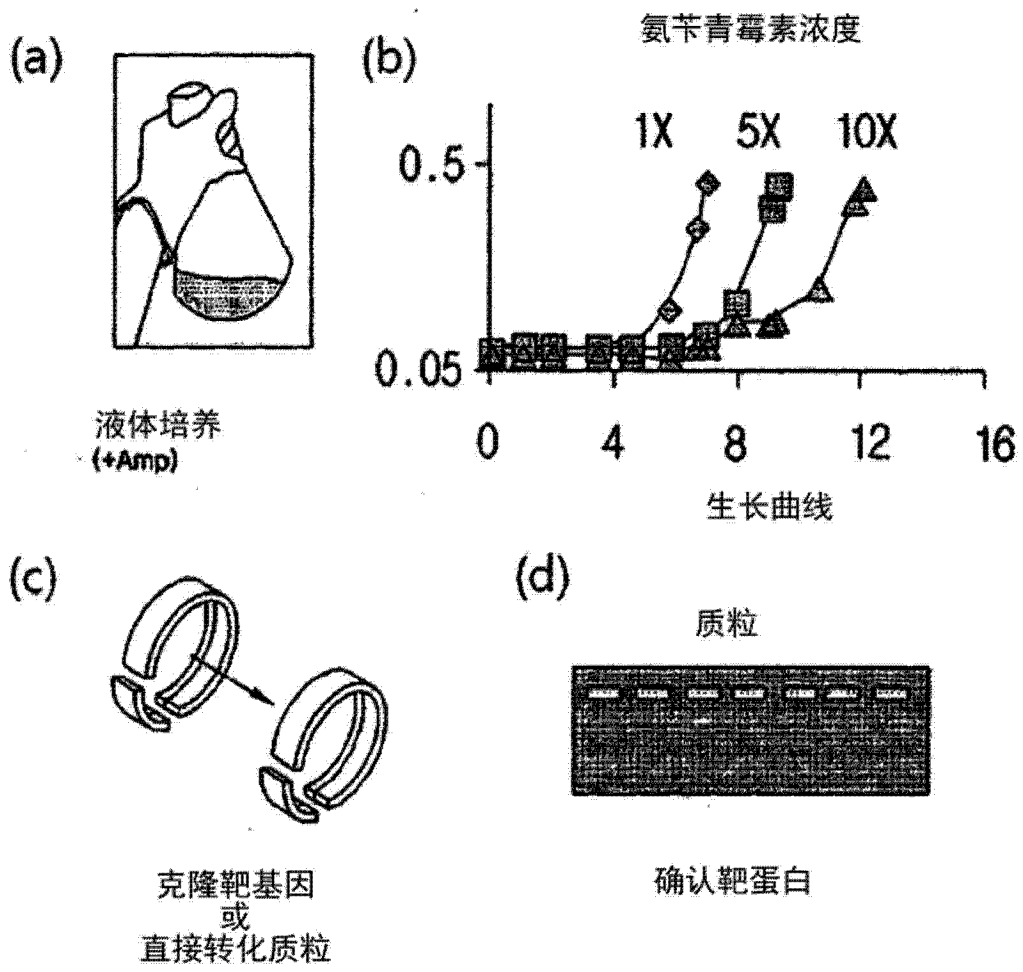 (a)
(b)
氨苄青霉素浓度
1X 5X 10X
0.5
0.05
0 4 8 12 16
生长曲线
液体培养
(+Amp)
(c)
(d)
质粒
克隆靶基因
或
直接转化质粒
确认靶蛋白